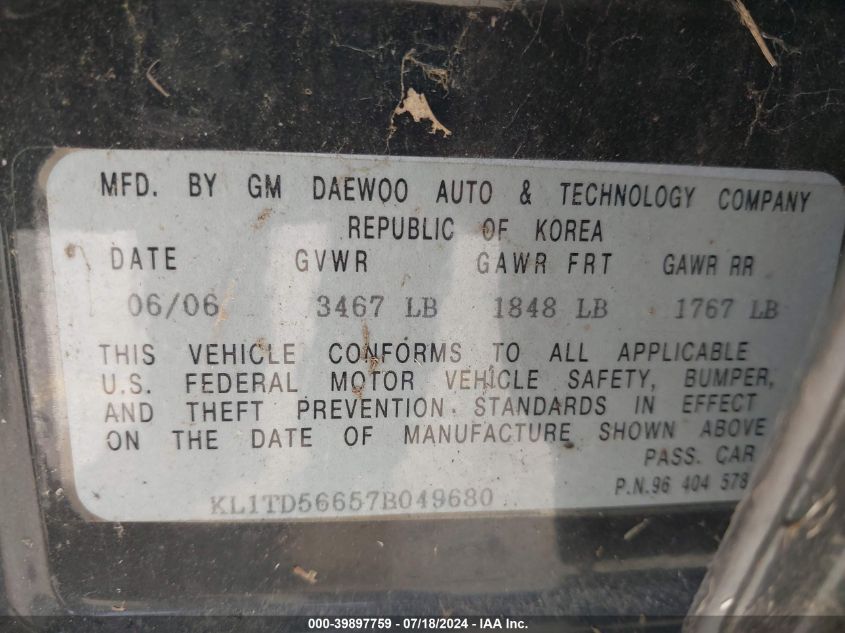 MFD. BY GM DAEWOO AUTO & TECHNOLOGY COMPANY
REPUBLIC OF KOREA
DATE GVWR GAWR FRT GAWR RR
06/06 3467 LB 1848 LB 1767 LB
THIS VEHICLE CONFORMS TO ALL APPLICABLE
U.S. FEDERAL MOTOR VEHICLE SAFETY, BUMPER,
AND THEFT PREVENTION STANDARDS IN EFFECT
ON THE DATE OF MANUFACTURE SHOWN ABOVE
PASS. CAR
P.N.96 404 578
KL1TD56657B049680
000-39897759 - 07/18/2024 - IAA Inc.